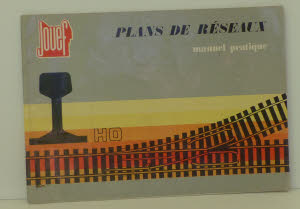 Jouef
PLANS DE RÉSEAUX
manuel pratique
HO